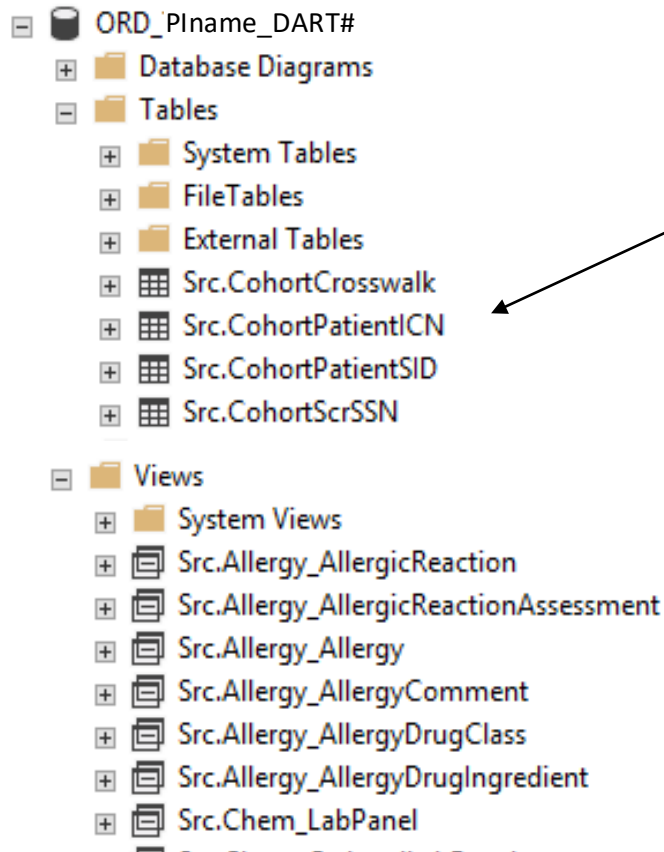 ORD_PIname_DART#
Database Diagrams
Tables
System Tables
FileTables
External Tables
Src.CohortCrosswalk
Src.CohortPatientICN
Src.CohortPatientSID
Src.CohortScrSSN
Views
System Views
Src.Allergy_AllergicReaction
Src.Allergy_AllergicReactionAssessment
Src.Allergy_Allergy
Src.Allergy_AllergyComment
Src.Allergy_AllergyDrugClass
Src.Allergy_AllergyDrugIngredient
Src.Chem_LabPanel